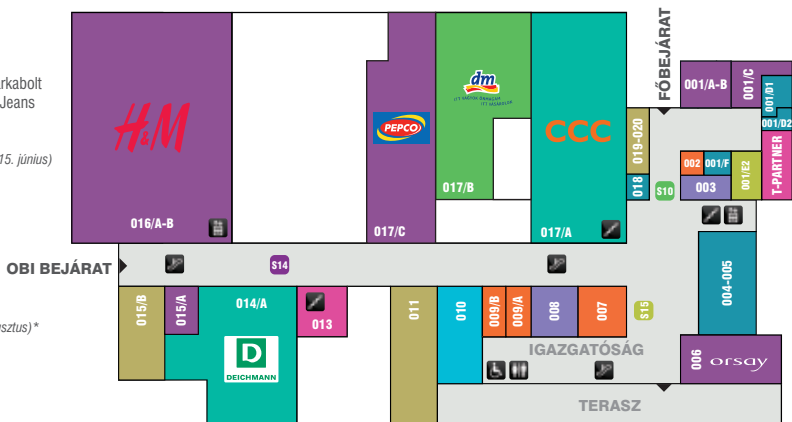 rkabolt
Jeans
15. június)
OBI BEJÁRAT
usztus)*
H&M
016/A-B
PEPCO
017/C
dm
017/B
CCC
017/A
FŐBEJÁRAT
019-020
018
S10
001/A-B
001/C
001/D1
001/D2
002
001/F
001/E2
T-PARTNER
003
S14
015/B
015/A
014/A
D
DEICHMANN
013
011
010
009/B
009/A
008
007
S15
004-005
IGAZGATÓSÁG
006 orsay
TERASZ